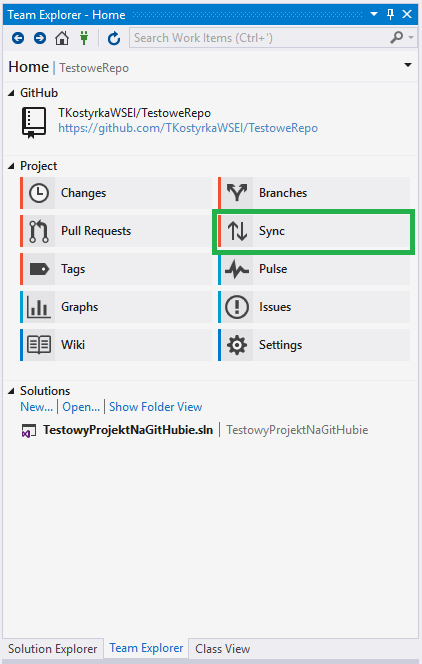 Team Explorer - Home
Search Work Items (Ctrl+')
Home | TestoweRepo
GitHub
TKostyrkaWSEI/TestoweRepo
https://github.com/TKostyrkaWSEI/TestoweRepo
Project
Changes Branches
Pull Requests Sync
Tags Pulse
Graphs Issues
Wiki Settings
Solutions
New... | Open... | Show Folder View
TestowyProjektNaGitHubie.sln | TestowyProjektNaGitHubie
Solution Explorer Team Explorer Class View